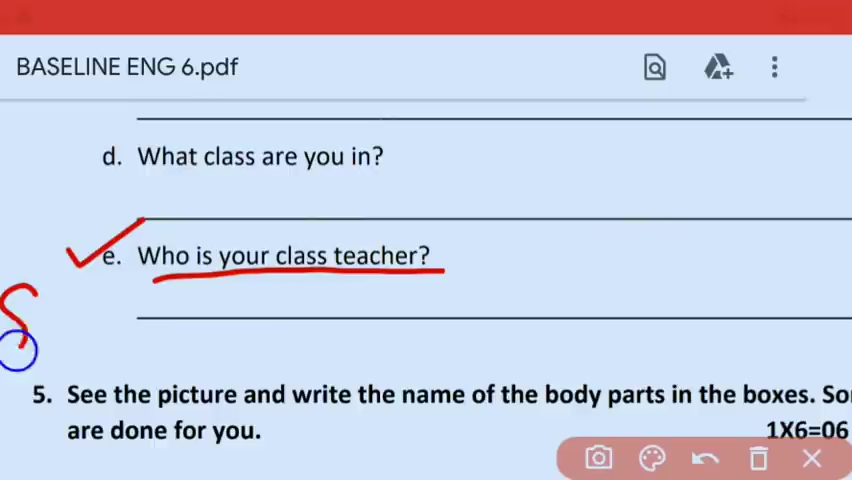 BASELINE ENG 6.pdf
d. What class are you in?
e. Who is your class teacher?
S
5. See the picture and write the name of the body parts in the boxes.
are done for you. 1X6=06